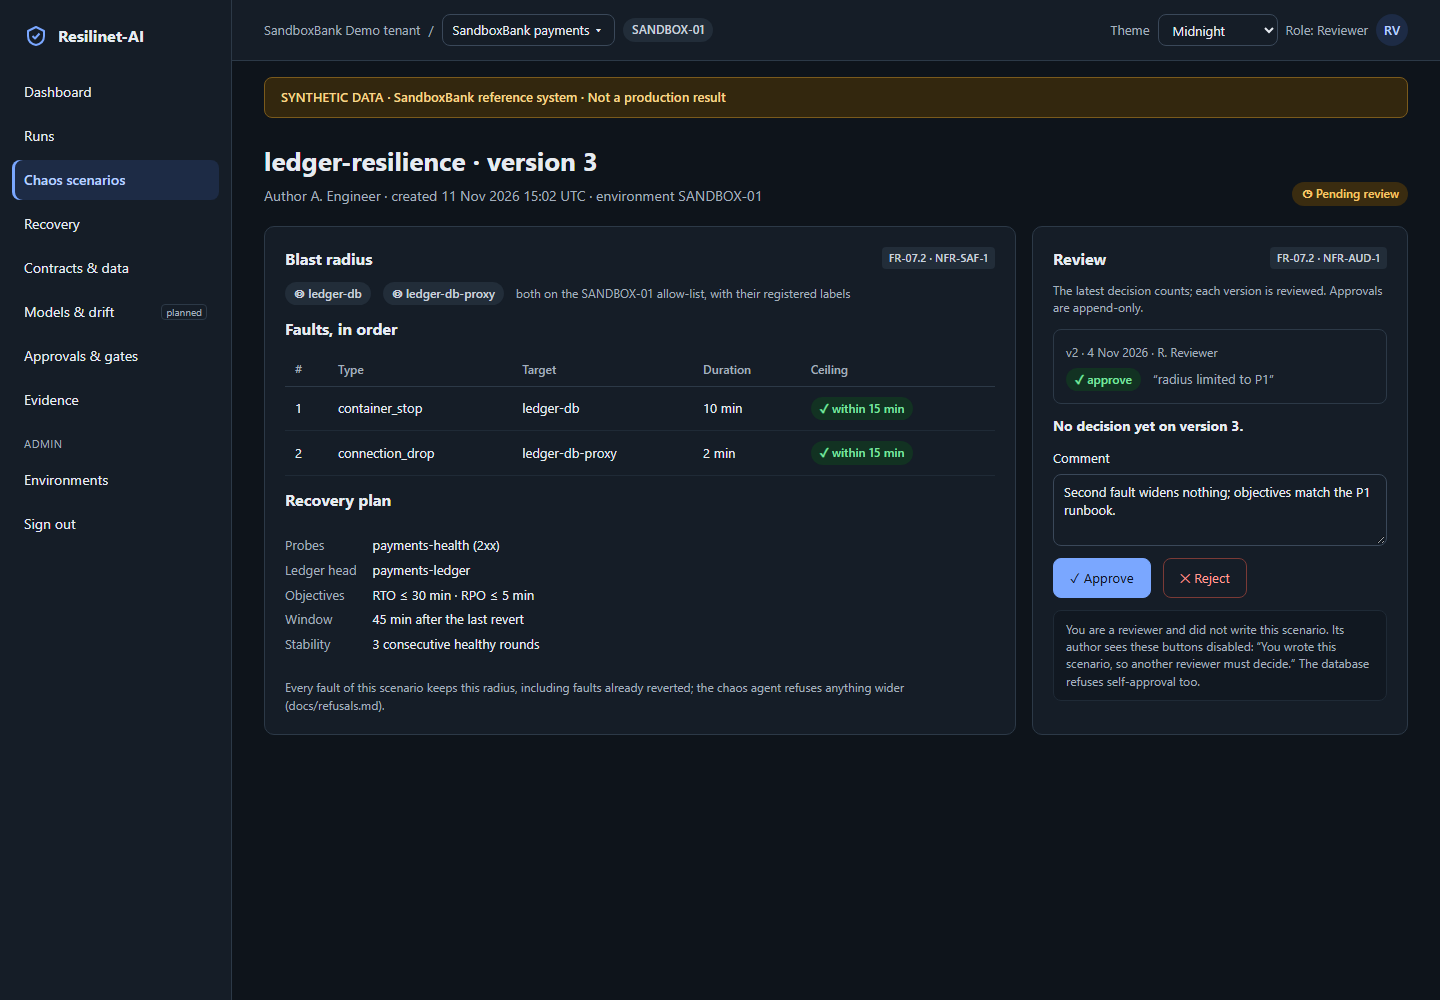 Resilinet-AI
SandboxBank Demo tenant / SandboxBank payments SANDBOX-01
Theme Midnight Role: Reviewer RV
Dashboard
Runs
Chaos scenarios
Recovery
Contracts & data
Models & drift planned
Approvals & gates
Evidence
ADMIN
Environments
Sign out
SYNTHETIC DATA · SandboxBank reference system · Not a production result
ledger-resilience · version 3
Author A. Engineer · created 11 Nov 2026 15:02 UTC · environment SANDBOX-01
Pending review
Blast radius FR-07.2 · NFR-SAF-1
ledger-db ledger-db-proxy both on the SANDBOX-01 allow-list, with their registered labels
Faults, in order
# Type Target Duration Ceiling
1 container_stop ledger-db 10 min ✓ within 15 min
2 connection_drop ledger-db-proxy 2 min ✓ within 15 min
Recovery plan
Probes payments-health (2xx)
Ledger head payments-ledger
Objectives RTO ≤ 30 min · RPO ≤ 5 min
Window 45 min after the last revert
Stability 3 consecutive healthy rounds
Every fault of this scenario keeps this radius, including faults already reverted; the chaos agent refuses anything wider
(docs/refusals.md).
Review FR-07.2 · NFR-AUD-1
The latest decision counts; each version is reviewed. Approvals
are append-only.
v2 · 4 Nov 2026 · R. Reviewer
✓ approve “radius limited to P1”
No decision yet on version 3.
Comment
Second fault widens nothing; objectives match the P1
runbook.
✓ Approve ✕ Reject
You are a reviewer and did not write this scenario. Its
author sees these buttons disabled: “You wrote this
scenario, so another reviewer must decide.” The database
refuses self-approval too.